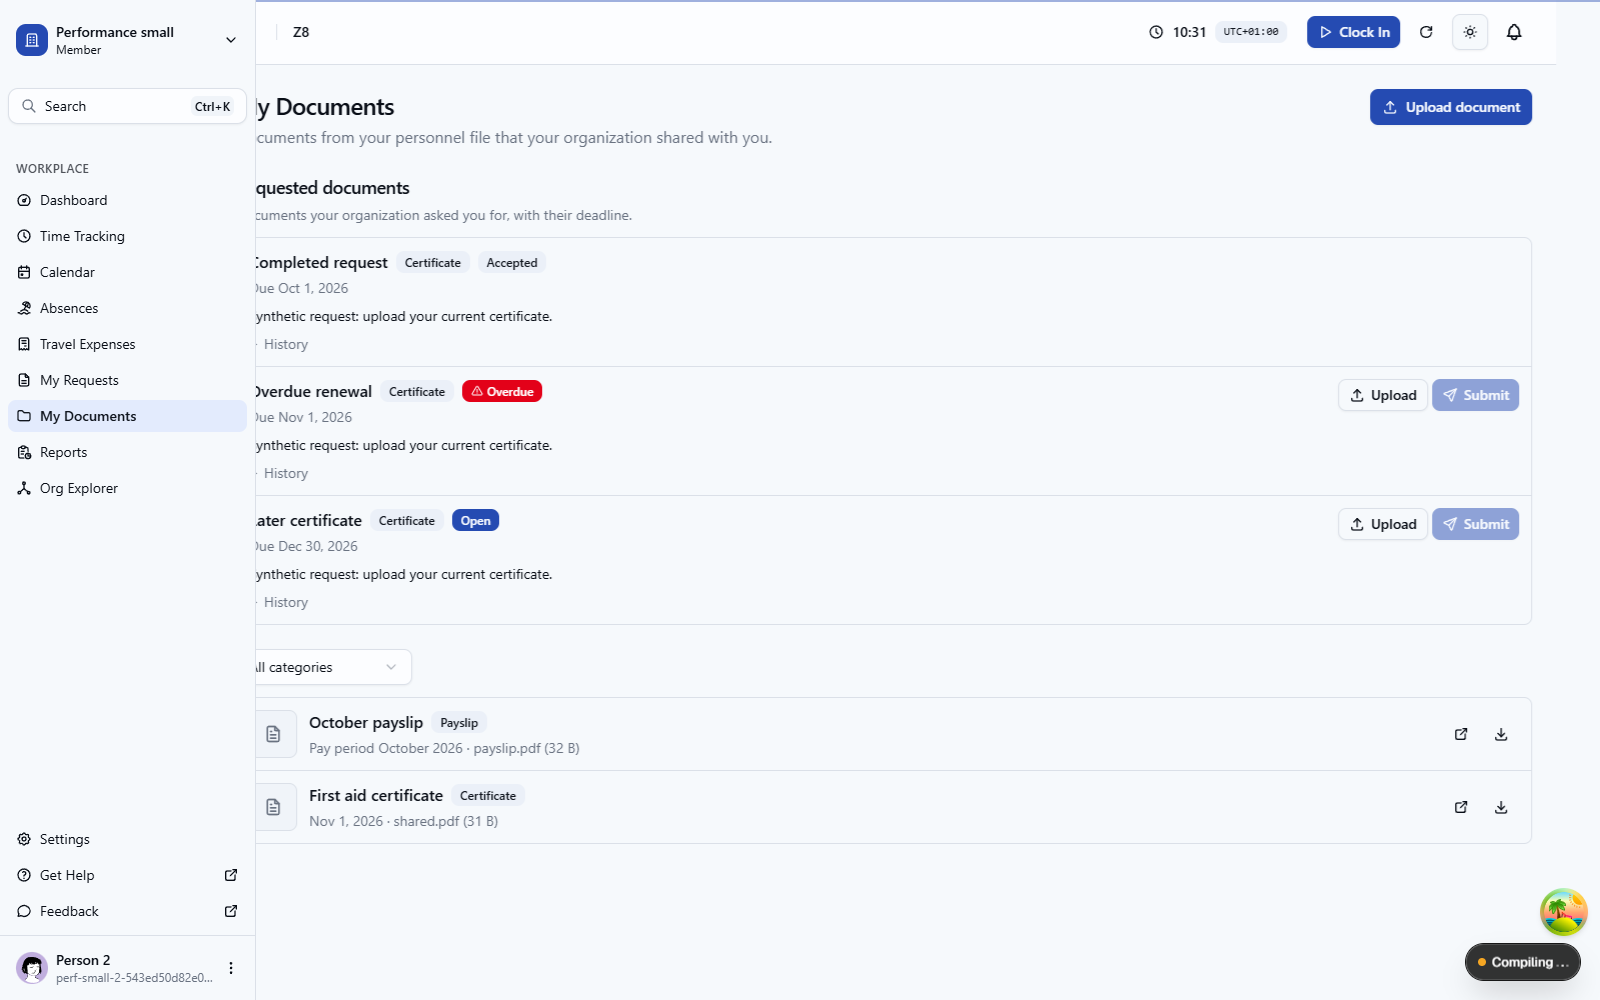 Performance small
Member
Search
Ctrl+K
WORKPLACE
Dashboard
Time Tracking
Calendar
Absences
Travel Expenses
My Requests
My Documents
Reports
Org Explorer
Settings
Get Help
Feedback
Person 2
perf-small-2-543ed50d82e0...
Z8
10:31
UTC+01:00
Clock In
y Documents
Upload document
cuments from your personnel file that your organization shared with you.
quested documents
cuments your organization asked you for, with their deadline.
Completed request
Certificate
Accepted
Due Oct 1, 2026
ynthetic request: upload your current certificate.
History
Overdue renewal
Certificate
Overdue
Upload
Submit
Due Nov 1, 2026
ynthetic request: upload your current certificate.
History
Later certificate
Certificate
Open
Upload
Submit
Due Dec 30, 2026
ynthetic request: upload your current certificate.
History
All categories
October payslip
Payslip
Pay period October 2026 · payslip.pdf (32 B)
First aid certificate
Certificate
Nov 1, 2026 · shared.pdf (31 B)
Compiling ...